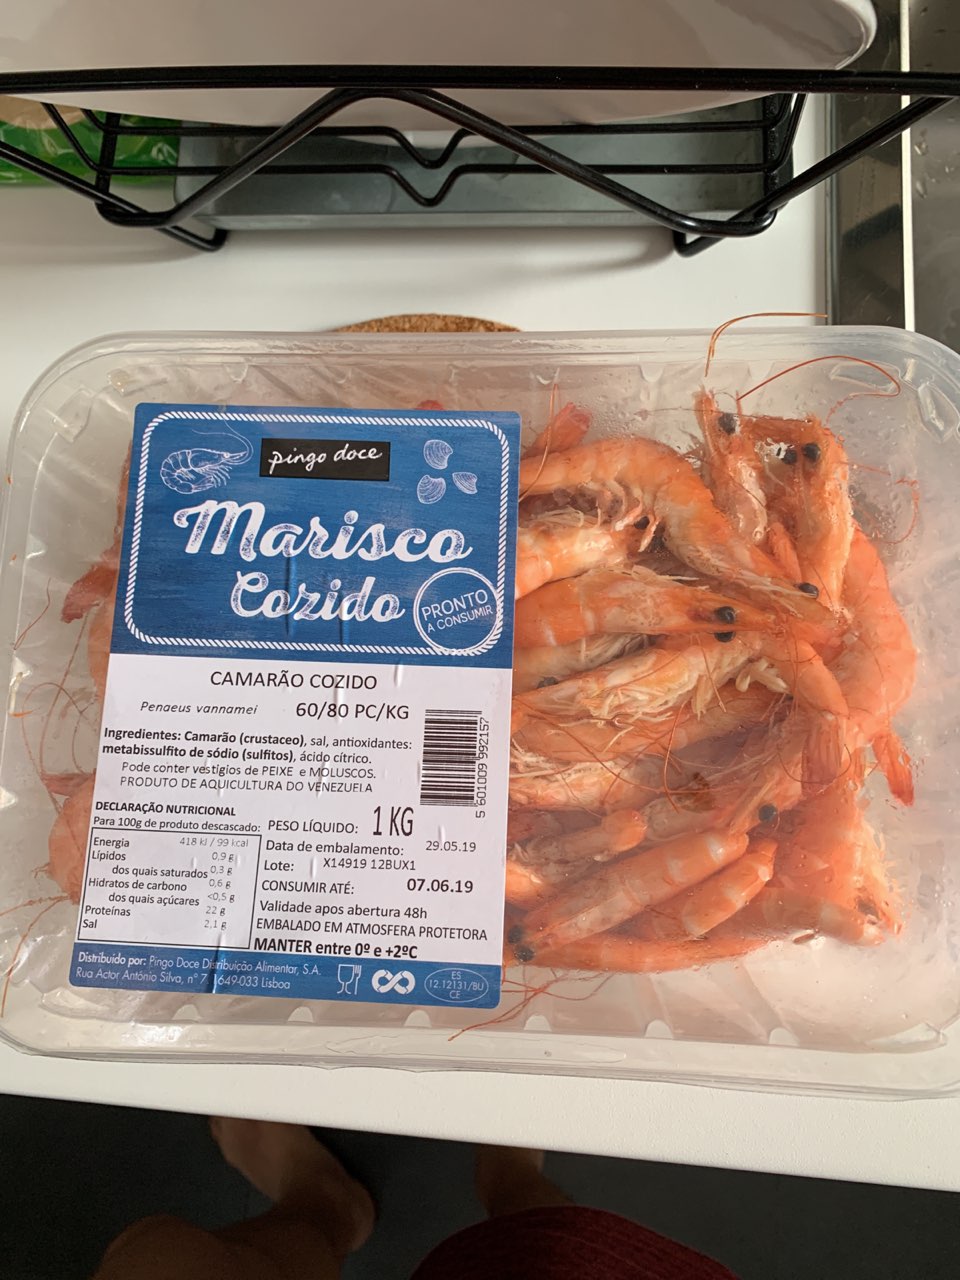 pingo doce
Marisco
Cozido
PRONTO
A CONSUMIR
CAMARÃO COZIDO
Penaeus vannamei 60/80 PC/KG
Ingredientes: Camarão (crustaceo), sal, antioxidantes:
metabissulfito de sódio (sulfitos), ácido cítrico.
Pode conter vestígios de PEIXE e MOLUSCOS.
PRODUTO DE AQUICULTURA DO VENEZUELA
5 601009 992157
DECLARAÇÃO NUTRICIONAL
Para 100g de produto descascado:
Energia 418 kJ / 99 kcal
Lípidos 0,9 g
dos quais saturados 0,3 g
Hidratos de carbono 0,6 g
dos quais açúcares <0,5 g
Proteínas 22 g
Sal 2,1 g
PESO LÍQUIDO: 1 KG
Data de embalamento: 29.05.19
Lote: X14919 12BUX1
CONSUMIR ATÉ: 07.06.19
Validade apos abertura 48h
EMBALADO EM ATMOSFERA PROTETORA
MANTER entre 0º e +2ºC
Distribuído por: Pingo Doce Distribuição Alimentar, S.A.
Rua Actor António Silva, nº 7, 1649-033 Lisboa
ES
12.12131/BU
CE